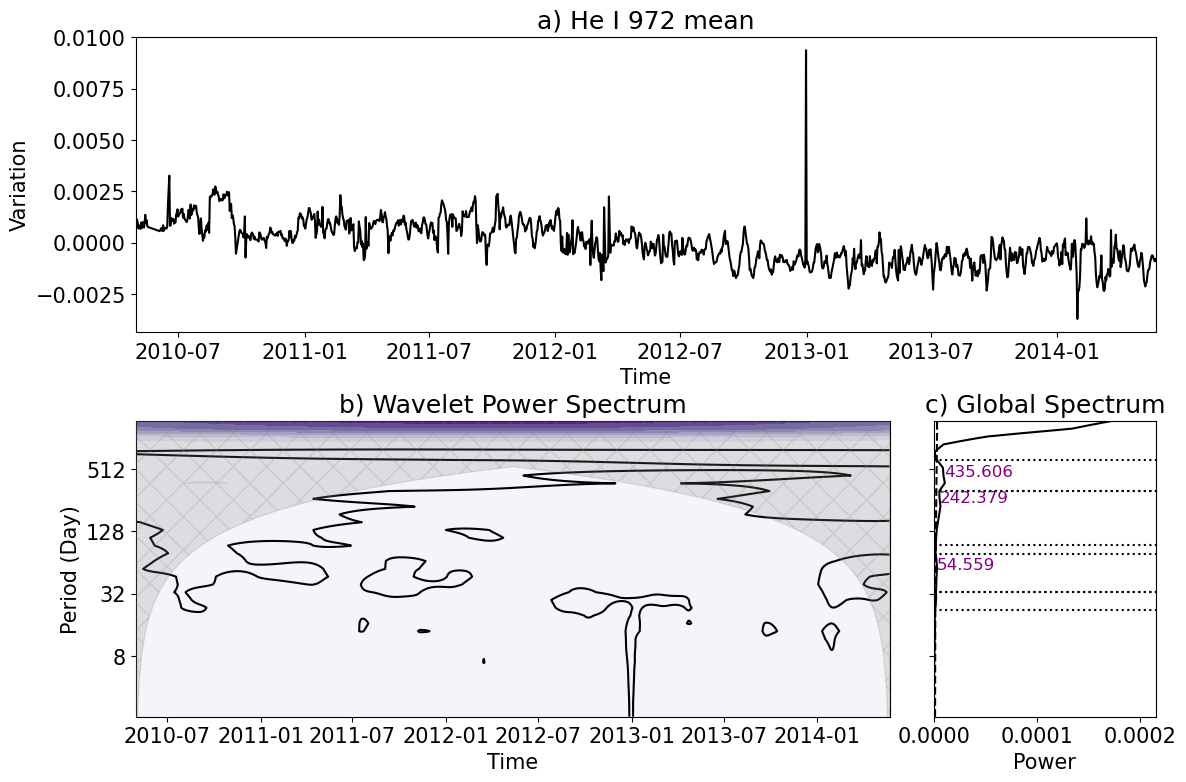 a) He I 972 mean
0.0100
0.0075
0.0050
0.0025
0.0000
−0.0025
Variation
2010-07 2011-01 2011-07 2012-01 2012-07 2013-01 2013-07 2014-01
Time
b) Wavelet Power Spectrum
512
128
32
8
Period (Day)
2010-07 2011-01 2011-07 2012-01 2012-07 2013-01 2013-07 2014-01
Time
c) Global Spectrum
435.606
242.379
54.559
0.0000 0.0001 0.0002
Power